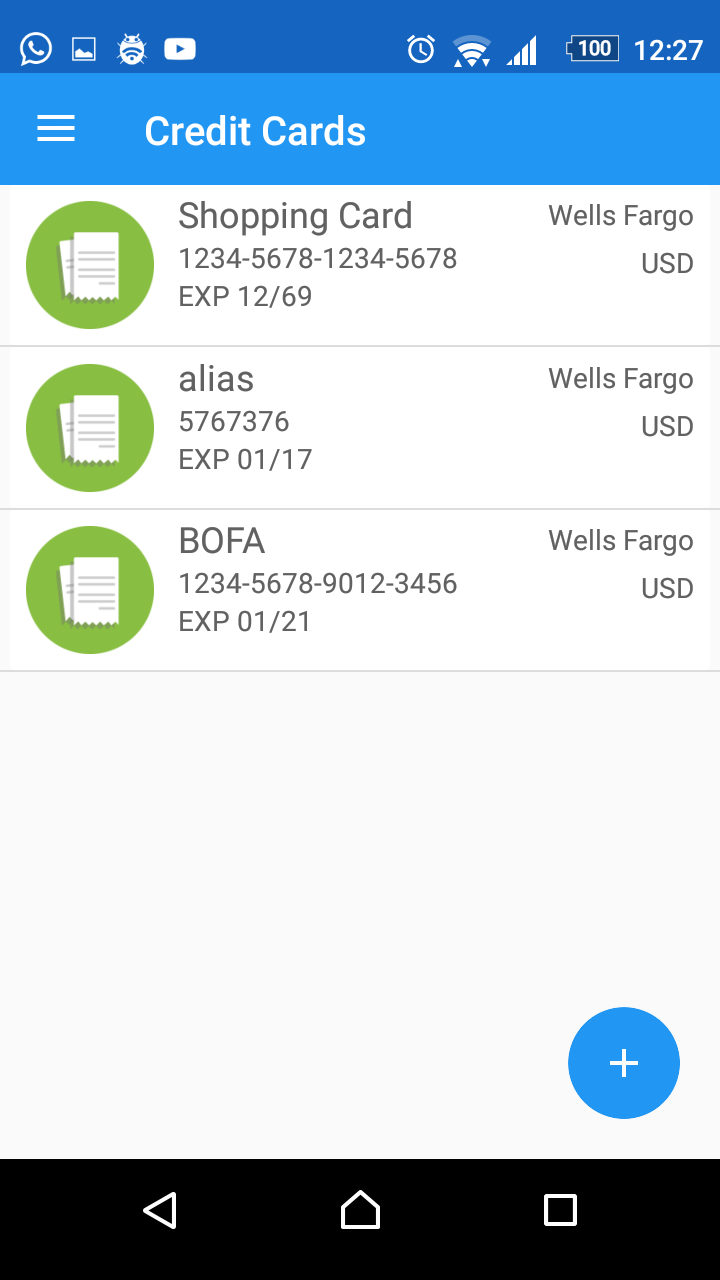 100 12:27
Credit Cards
Shopping Card Wells Fargo
1234-5678-1234-5678 USD
EXP 12/69
alias Wells Fargo
5767376 USD
EXP 01/17
BOFA Wells Fargo
1234-5678-9012-3456 USD
EXP 01/21